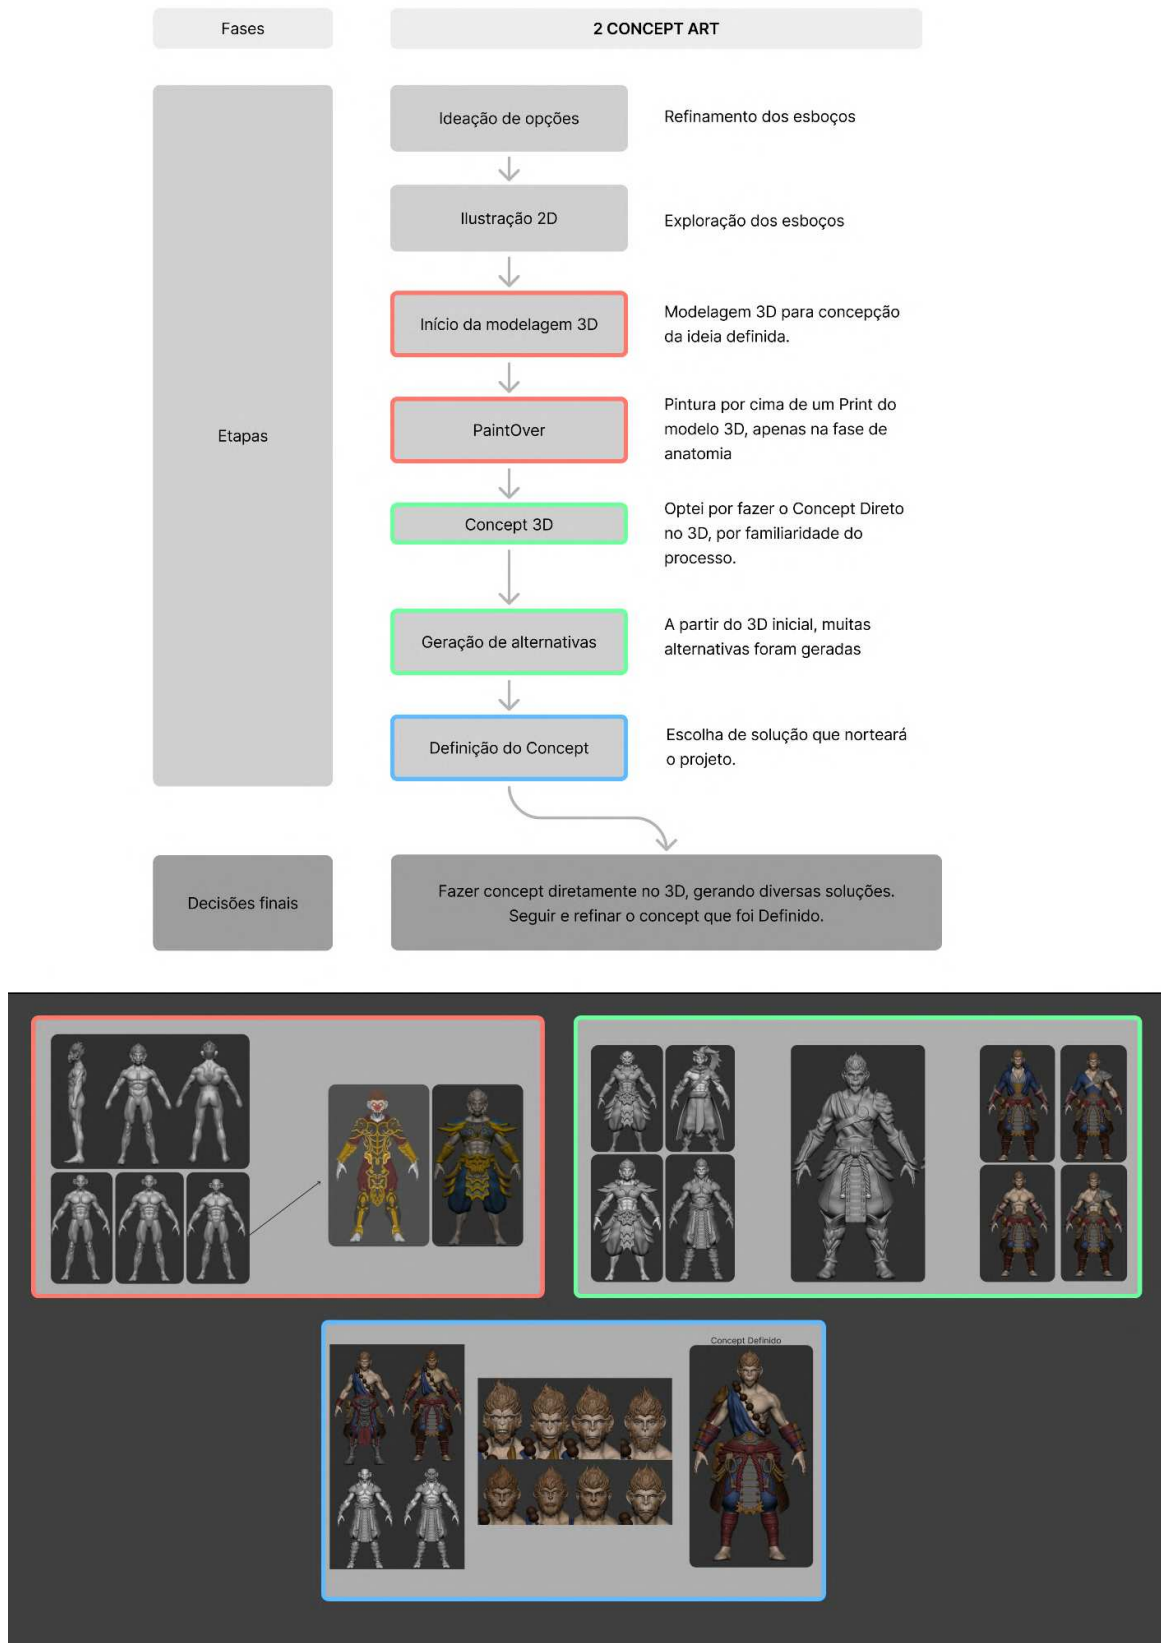 Fases
2 CONCEPT ART
Ideação de opções
Refinamento dos esboços
Ilustração 2D
Exploração dos esboços
Início da modelagem 3D
Modelagem 3D para concepção
da ideia definida.
Etapas
PaintOver
Pintura por cima de um Print do
modelo 3D, apenas na fase de
anatomia
Concept 3D
Optei por fazer o Concept Direto
no 3D, por familiaridade do
processo.
Geração de alternativas
A partir do 3D inicial, muitas
alternativas foram geradas
Definição do Concept
Escolha de solução que norteará
o projeto.
Decisões finais
Fazer concept diretamente no 3D, gerando diversas soluções.
Seguir e refinar o concept que foi Definido.
Concept Definido